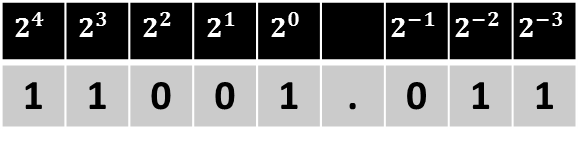 2⁴ 2³ 2² 2¹ 2⁰ 2⁻¹ 2⁻² 2⁻³
1 1 0 0 1 . 0 1 1